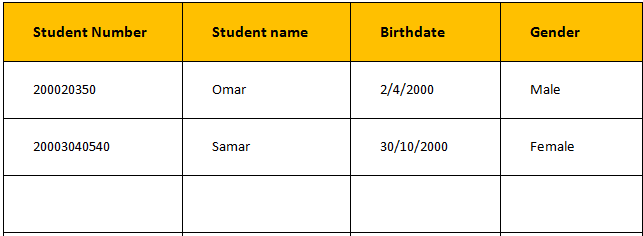 Student Number Student name Birthdate Gender
200020350 Omar 2/4/2000 Male
20003040540 Samar 30/10/2000 Female